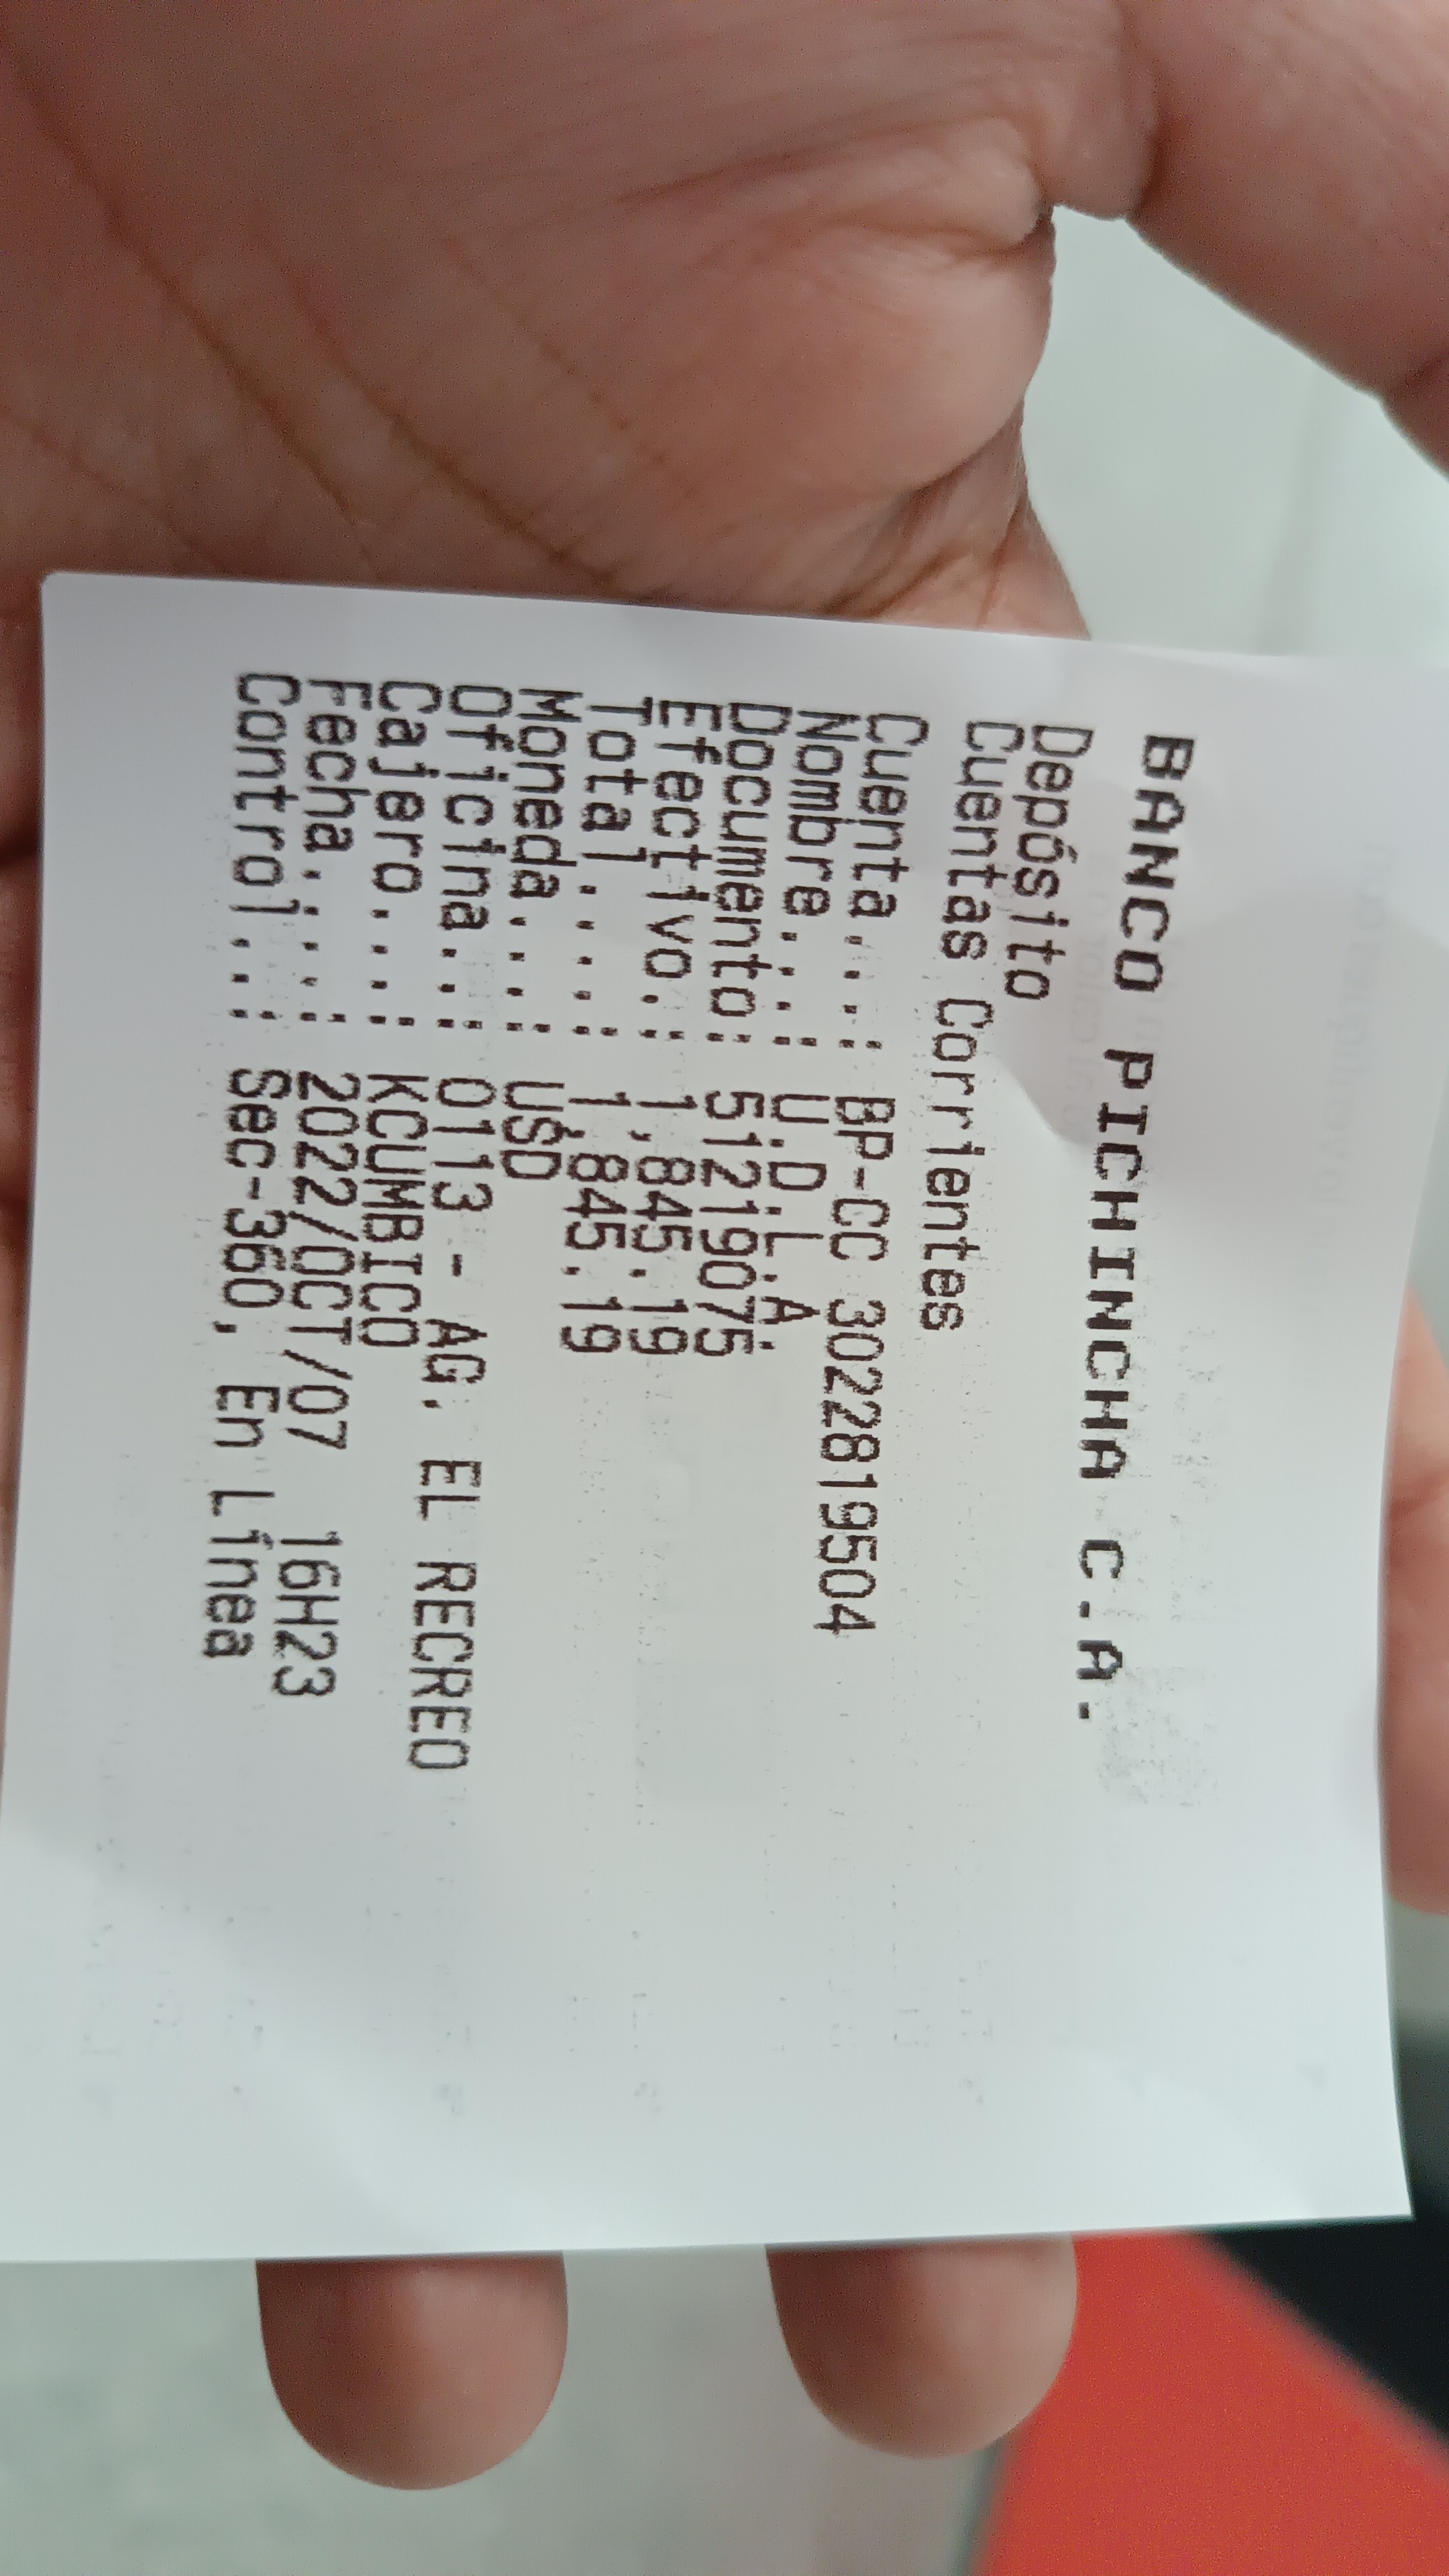 BANCO PICHINCHA C.A.
Depósito
Cuentas Corrientes
Cuenta....: BP-CC 3022819504
Nombre....: U.D.L.A.
Documento: 51219075
Efectivo.: 1,845.19
Total.....: 1,845.19
Moneda....: USD
Oficina...: 0113 - AG. EL RECREO
Cajero....: KCUMBICO
Fecha.....: 2022/OCT/07 16H23
Control...: Sec-360, En Línea